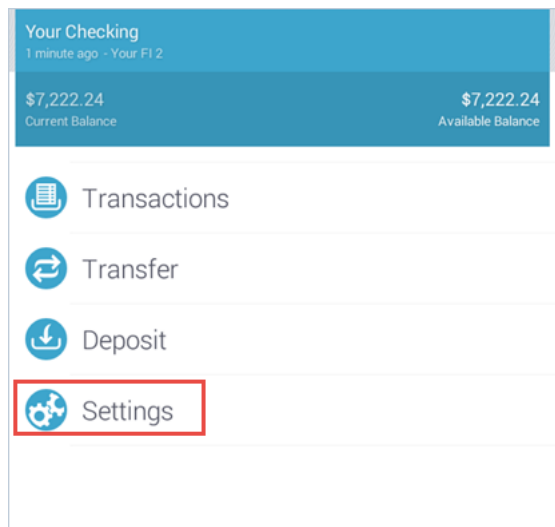 Your Checking
1 minute ago - Your FI 2
$7,222.24 $7,222.24
Current Balance Available Balance
Transactions
Transfer
Deposit
Settings